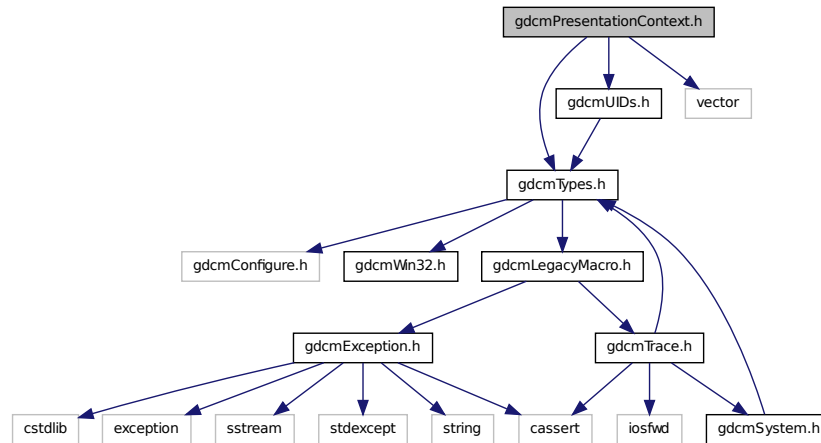 gdcmPresentationContext.h
gdcmUIDs.h
vector
gdcmTypes.h
gdcmConfigure.h
gdcmWin32.h
gdcmLegacyMacro.h
gdcmException.h
gdcmTrace.h
cstdlib
exception
sstream
stdexcept
string
cassert
iosfwd
gdcmSystem.h